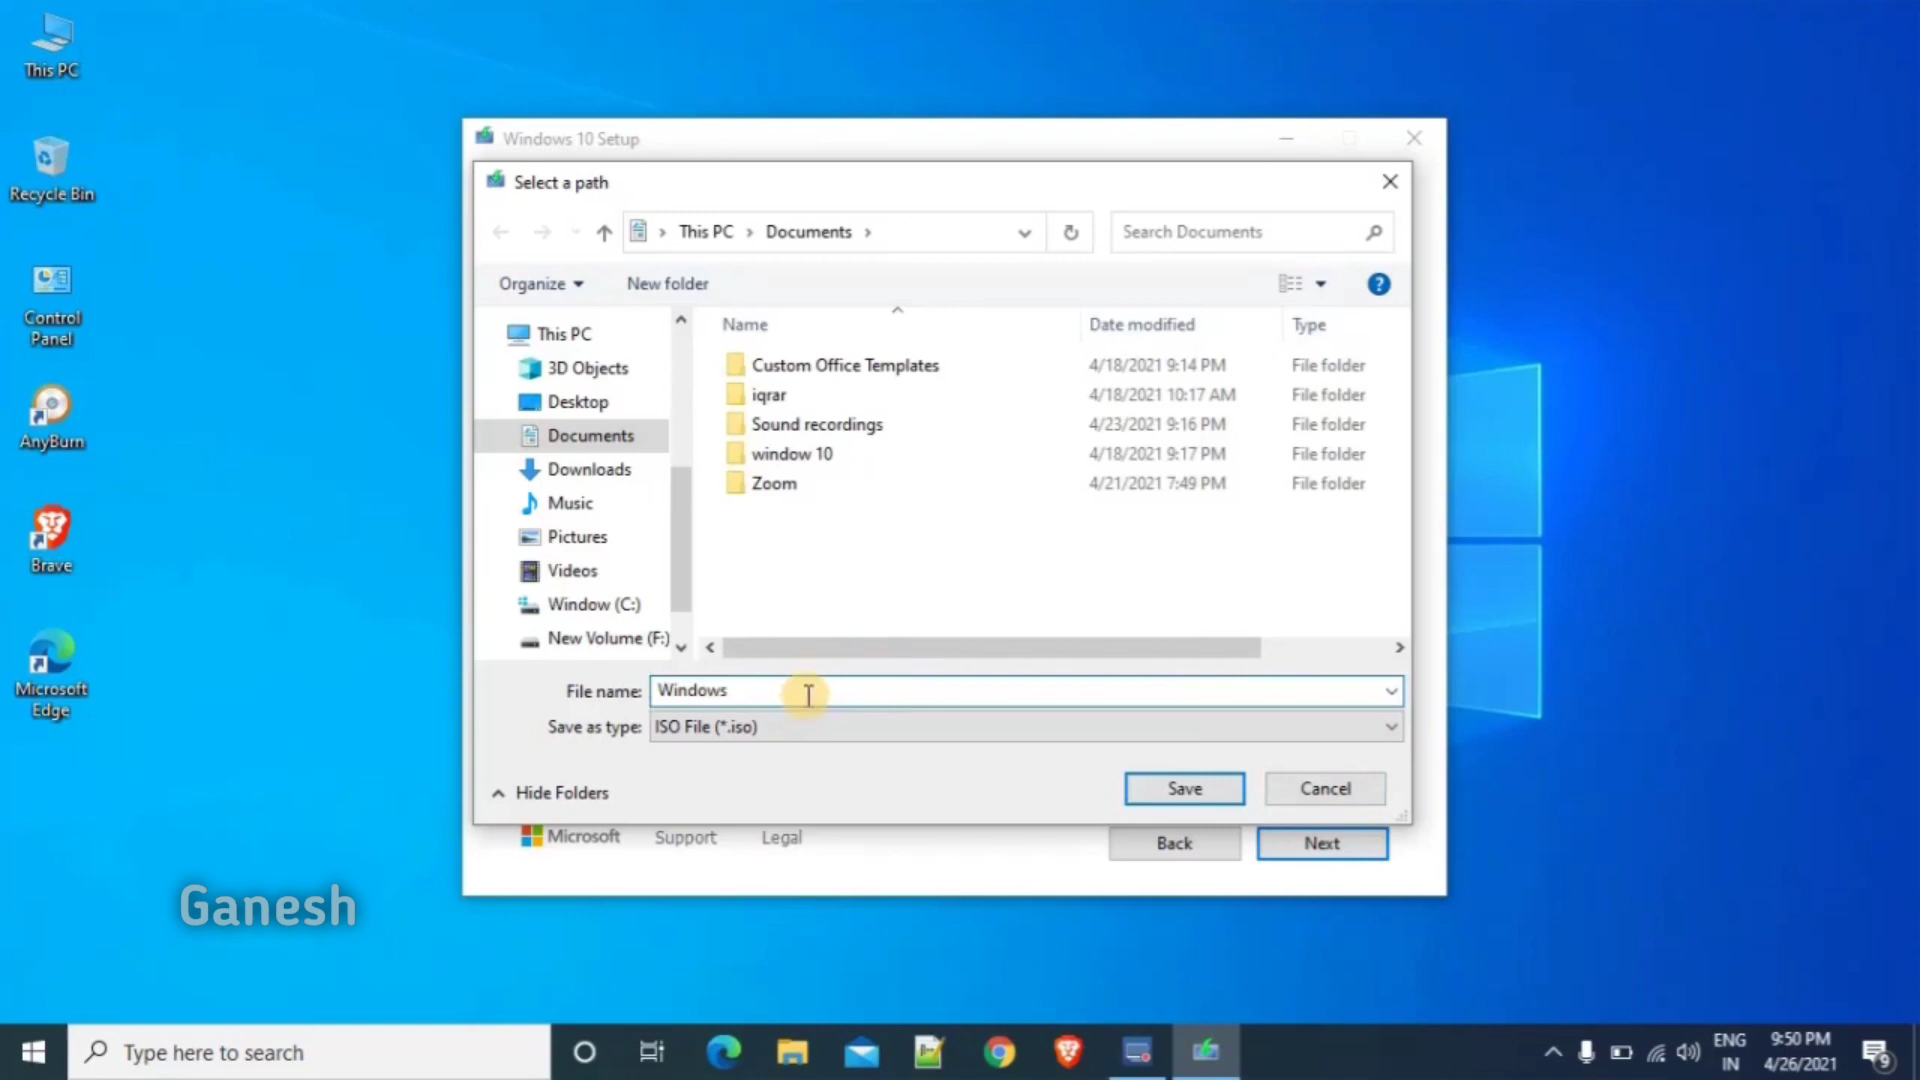 This PC
Recycle Bin
Control
Panel
AnyBurn
Brave
Microsoft
Edge
Windows 10 Setup
Select a path
This PC > Documents >
Search Documents
Organize
New folder
?
This PC
3D Objects
Desktop
Documents
Downloads
Music
Pictures
Videos
Window (C:)
New Volume (F:)
Name Date modified Type
Custom Office Templates 4/18/2021 9:14 PM File folder
iqrar 4/18/2021 10:17 AM File folder
Sound recordings 4/23/2021 9:16 PM File folder
window 10 4/18/2021 9:17 PM File folder
Zoom 4/21/2021 7:49 PM File folder
File name: Windows
Save as type: ISO File (*.iso)
Hide Folders
Save
Cancel
Microsoft Support Legal
Back
Next
Ganesh
Type here to search
ENG
IN
9:50 PM
4/26/2021
9